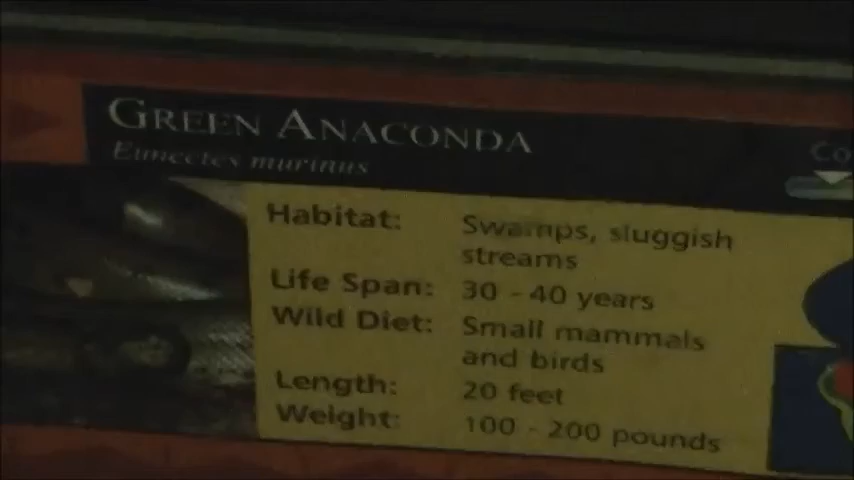 GREEN ANACONDA
Eunectes murinus
Co
Habitat: Swamps, sluggish
streams
Life Span: 30 - 40 years
Wild Diet: Small mammals
and birds
Length: 20 feet
Weight: 100 - 200 pounds